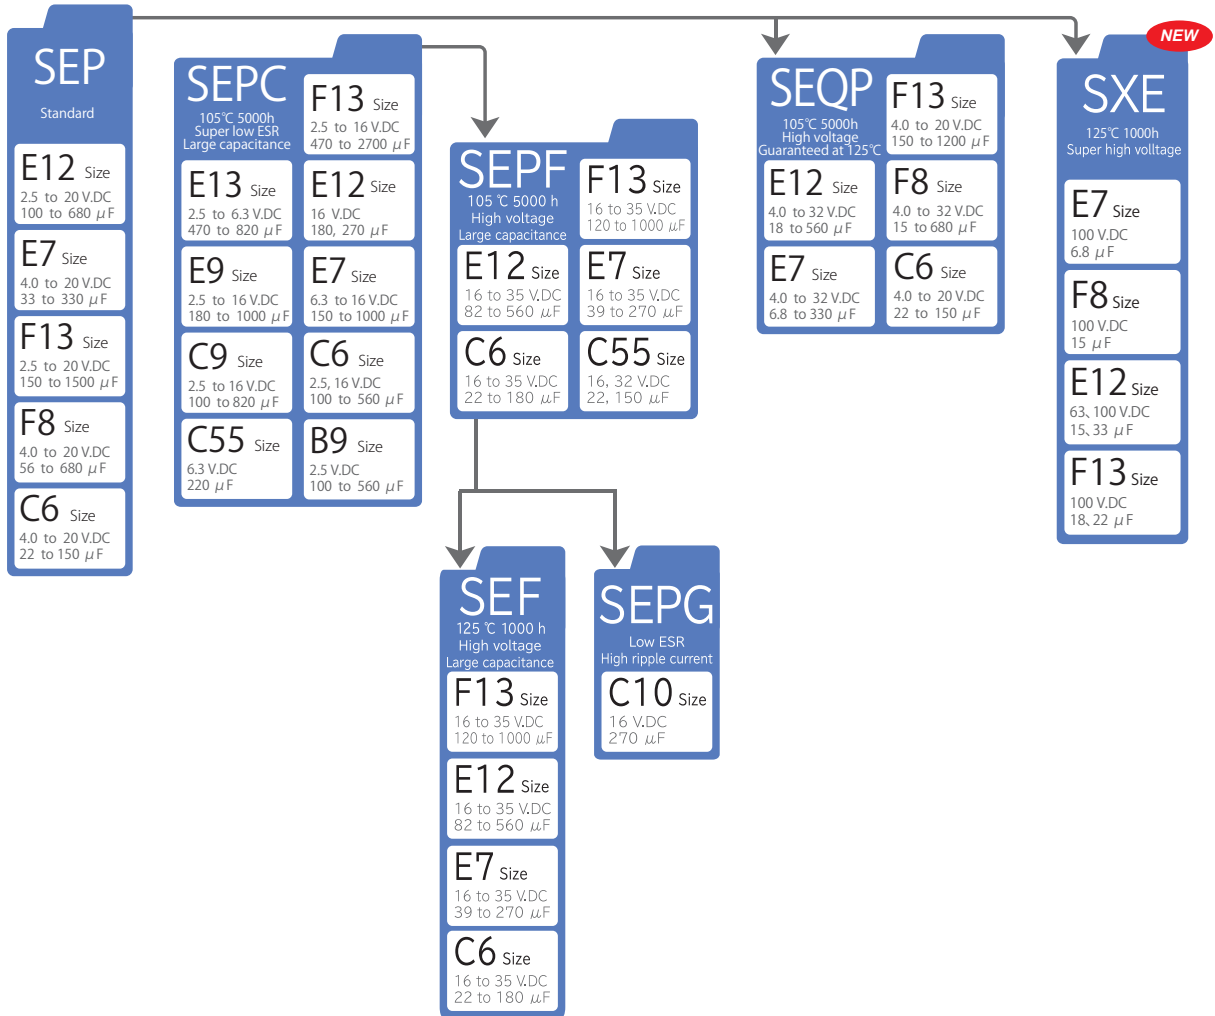 SEP
Standard
E12 Size
2.5 to 20 V.DC
100 to 680 μF
E7 Size
4.0 to 20 V.DC
33 to 330 μF
F13 Size
2.5 to 20 V.DC
150 to 1500 μF
F8 Size
4.0 to 20 V.DC
56 to 680 μF
C6 Size
4.0 to 20 V.DC
22 to 150 μF
SEPC
105℃ 5000h
Super low ESR
Large capacitance
F13 Size
2.5 to 16 V.DC
470 to 2700 μF
E13 Size
2.5 to 6.3 V.DC
470 to 820 μF
E12 Size
16 V.DC
180, 270 μF
E9 Size
2.5 to 16 V.DC
180 to 1000 μF
E7 Size
6.3 to 16 V.DC
150 to 1000 μF
C9 Size
2.5 to 16 V.DC
100 to 820 μF
C6 Size
2.5, 16 V.DC
100 to 560 μF
C55 Size
6.3 V.DC
220 μF
B9 Size
2.5 V.DC
100 to 560 μF
SEPF
105 ℃ 5000 h
High voltage
Large capacitance
F13 Size
16 to 35 V.DC
120 to 1000 μF
E12 Size
16 to 35 V.DC
82 to 560 μF
E7 Size
16 to 35 V.DC
39 to 270 μF
C6 Size
16 to 35 V.DC
22 to 180 μF
C55 Size
16, 32 V.DC
22, 150 μF
SEQP
105℃ 5000h
High voltage
Guaranteed at 125℃
F13 Size
4.0 to 20 V.DC
150 to 1200 μF
E12 Size
4.0 to 32 V.DC
18 to 560 μF
F8 Size
4.0 to 32 V.DC
15 to 680 μF
E7 Size
4.0 to 32 V.DC
6.8 to 330 μF
C6 Size
4.0 to 20 V.DC
22 to 150 μF
NEW
SXE
125℃ 1000h
Super high volltage
E7 Size
100 V.DC
6.8 μF
F8 Size
100 V.DC
15 μF
E12 Size
63、100 V.DC
15、33 μF
F13 Size
100 V.DC
18、22 μF
SEF
125 ℃ 1000 h
High voltage
Large capacitance
F13 Size
16 to 35 V.DC
120 to 1000 μF
E12 Size
16 to 35 V.DC
82 to 560 μF
E7 Size
16 to 35 V.DC
39 to 270 μF
C6 Size
16 to 35 V.DC
22 to 180 μF
SEPG
Low ESR
High ripple current
C10 Size
16 V.DC
270 μF